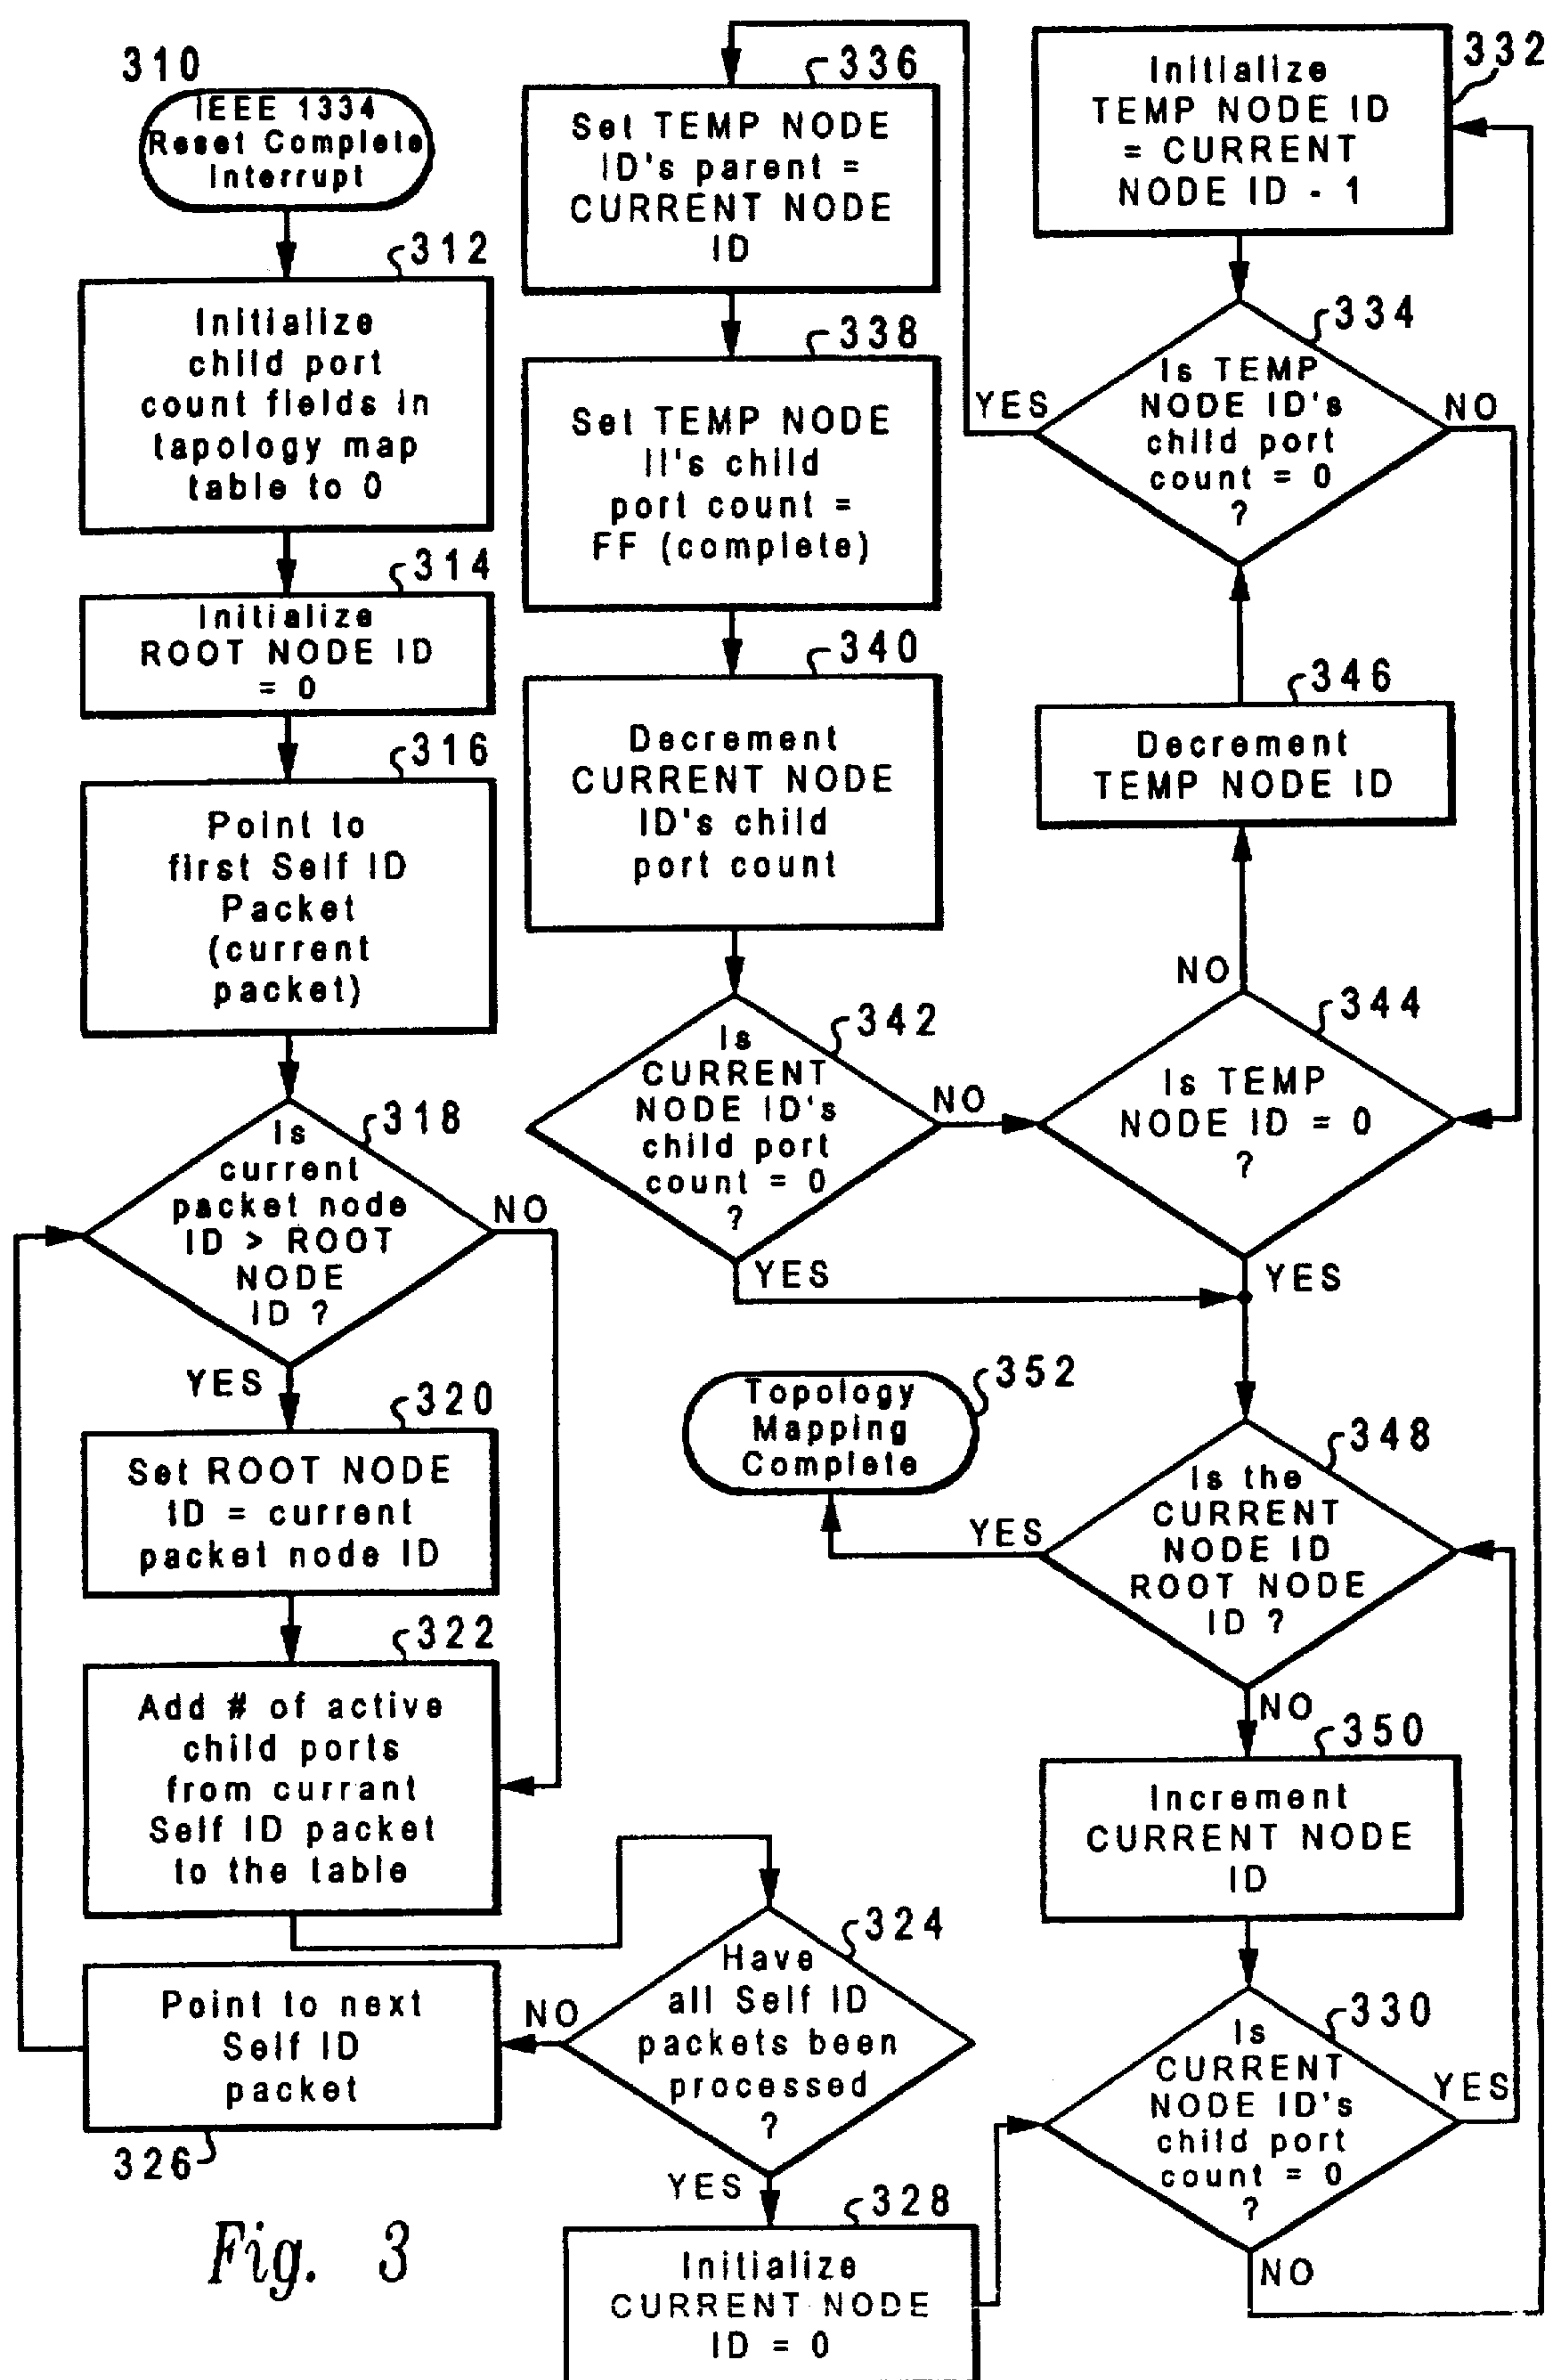 310
IEEE 1334
Reset Complete
Interrupt
312
Initialize
child port
count fields in
tapology map
table to 0
314
Initialize
ROOT NODE ID
= 0
316
Point to
first Self ID
Packet
(current
packet)
318
Is
current
packet node
ID > ROOT
NODE
ID ?
NO
YES
320
Set ROOT NODE
ID = current
packet node ID
322
Add # of active
child ports
from currant
Self ID packet
to the table
324
Have
all Self ID
packets been
processed
?
NO
YES
Point to next
Self ID
packet
326
328
Initialize
CURRENT NODE
ID = 0
330
Is
CURRENT
NODE ID's
child port
count = 0
?
YES
NO
332
Initialize
TEMP NODE ID
= CURRENT
NODE ID - 1
334
Is TEMP
NODE ID's
child port
count = 0
?
YES
NO
336
Set TEMP NODE
ID's parent =
CURRENT NODE
ID
338
Set TEMP NODE
II's child
port count =
FF (complete)
340
Decrement
CURRENT NODE
ID's child
port count
342
Is
CURRENT
NODE ID's
child port
count = 0
?
NO
YES
344
Is TEMP
NODE ID = 0
?
NO
YES
346
Decrement
TEMP NODE ID
348
Is the
CURRENT
NODE ID
ROOT NODE
ID ?
YES
NO
350
Increment
CURRENT NODE
ID
352
Topology
Mapping
Complete
Fig. 3